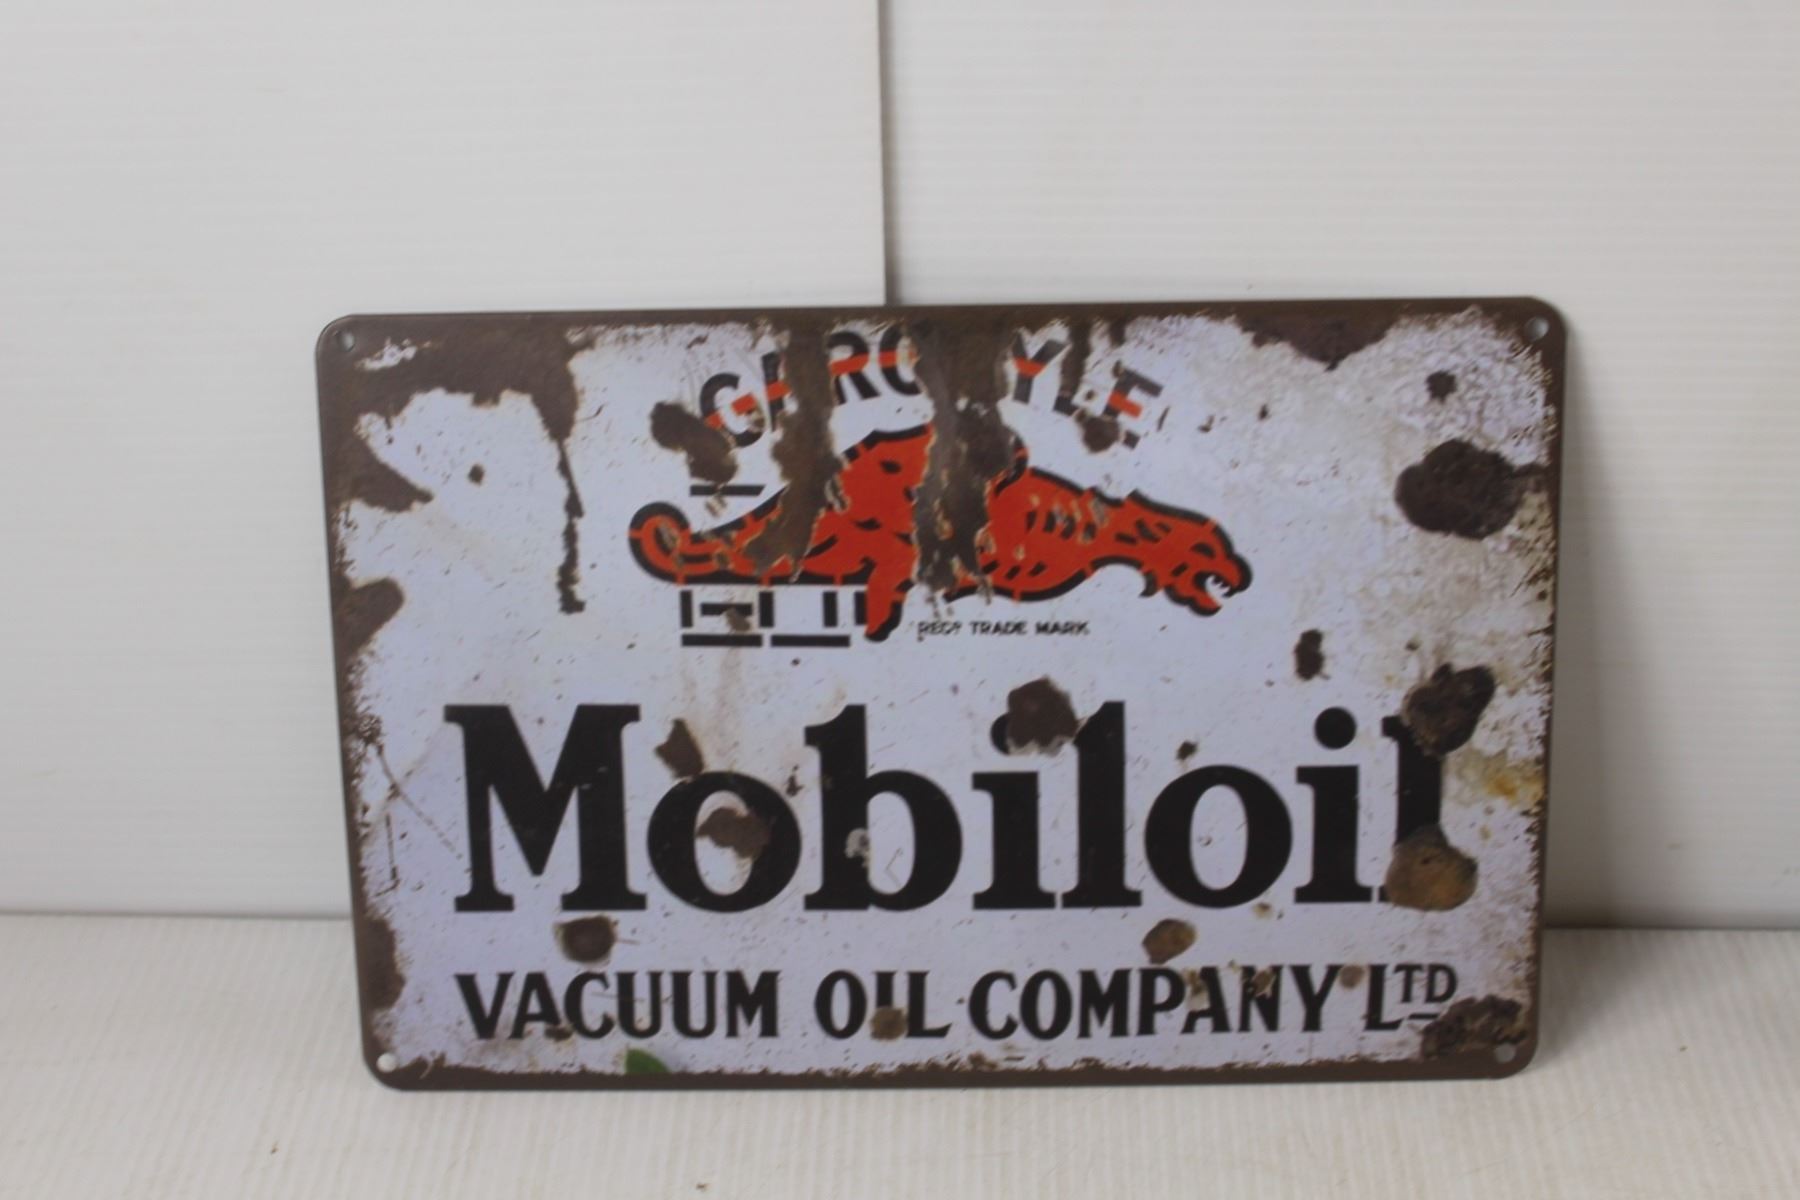 GARGOYLE
REGD TRADE MARK
Mobiloil
VACUUM OIL COMPANY LTD